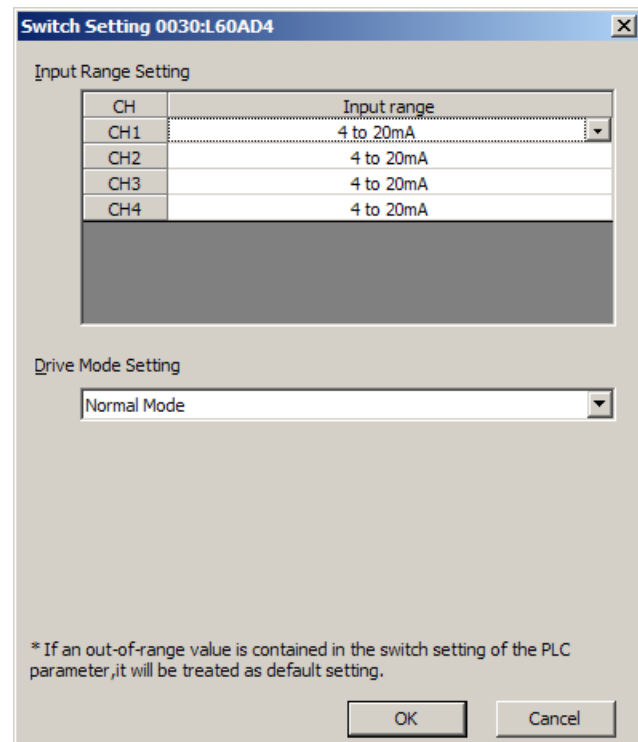 Switch Setting 0030:L60AD4
Input Range Setting
CH Input range
CH1 4 to 20mA
CH2 4 to 20mA
CH3 4 to 20mA
CH4 4 to 20mA
Drive Mode Setting
Normal Mode
* If an out-of-range value is contained in the switch setting of the PLC
parameter,it will be treated as default setting.
OK Cancel